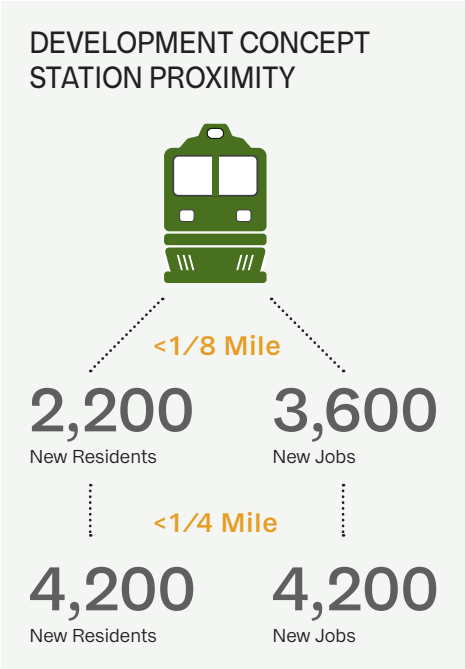 DEVELOPMENT CONCEPT
STATION PROXIMITY
<1/8 Mile
2,200 3,600
New Residents New Jobs
<1/4 Mile
4,200 4,200
New Residents New Jobs